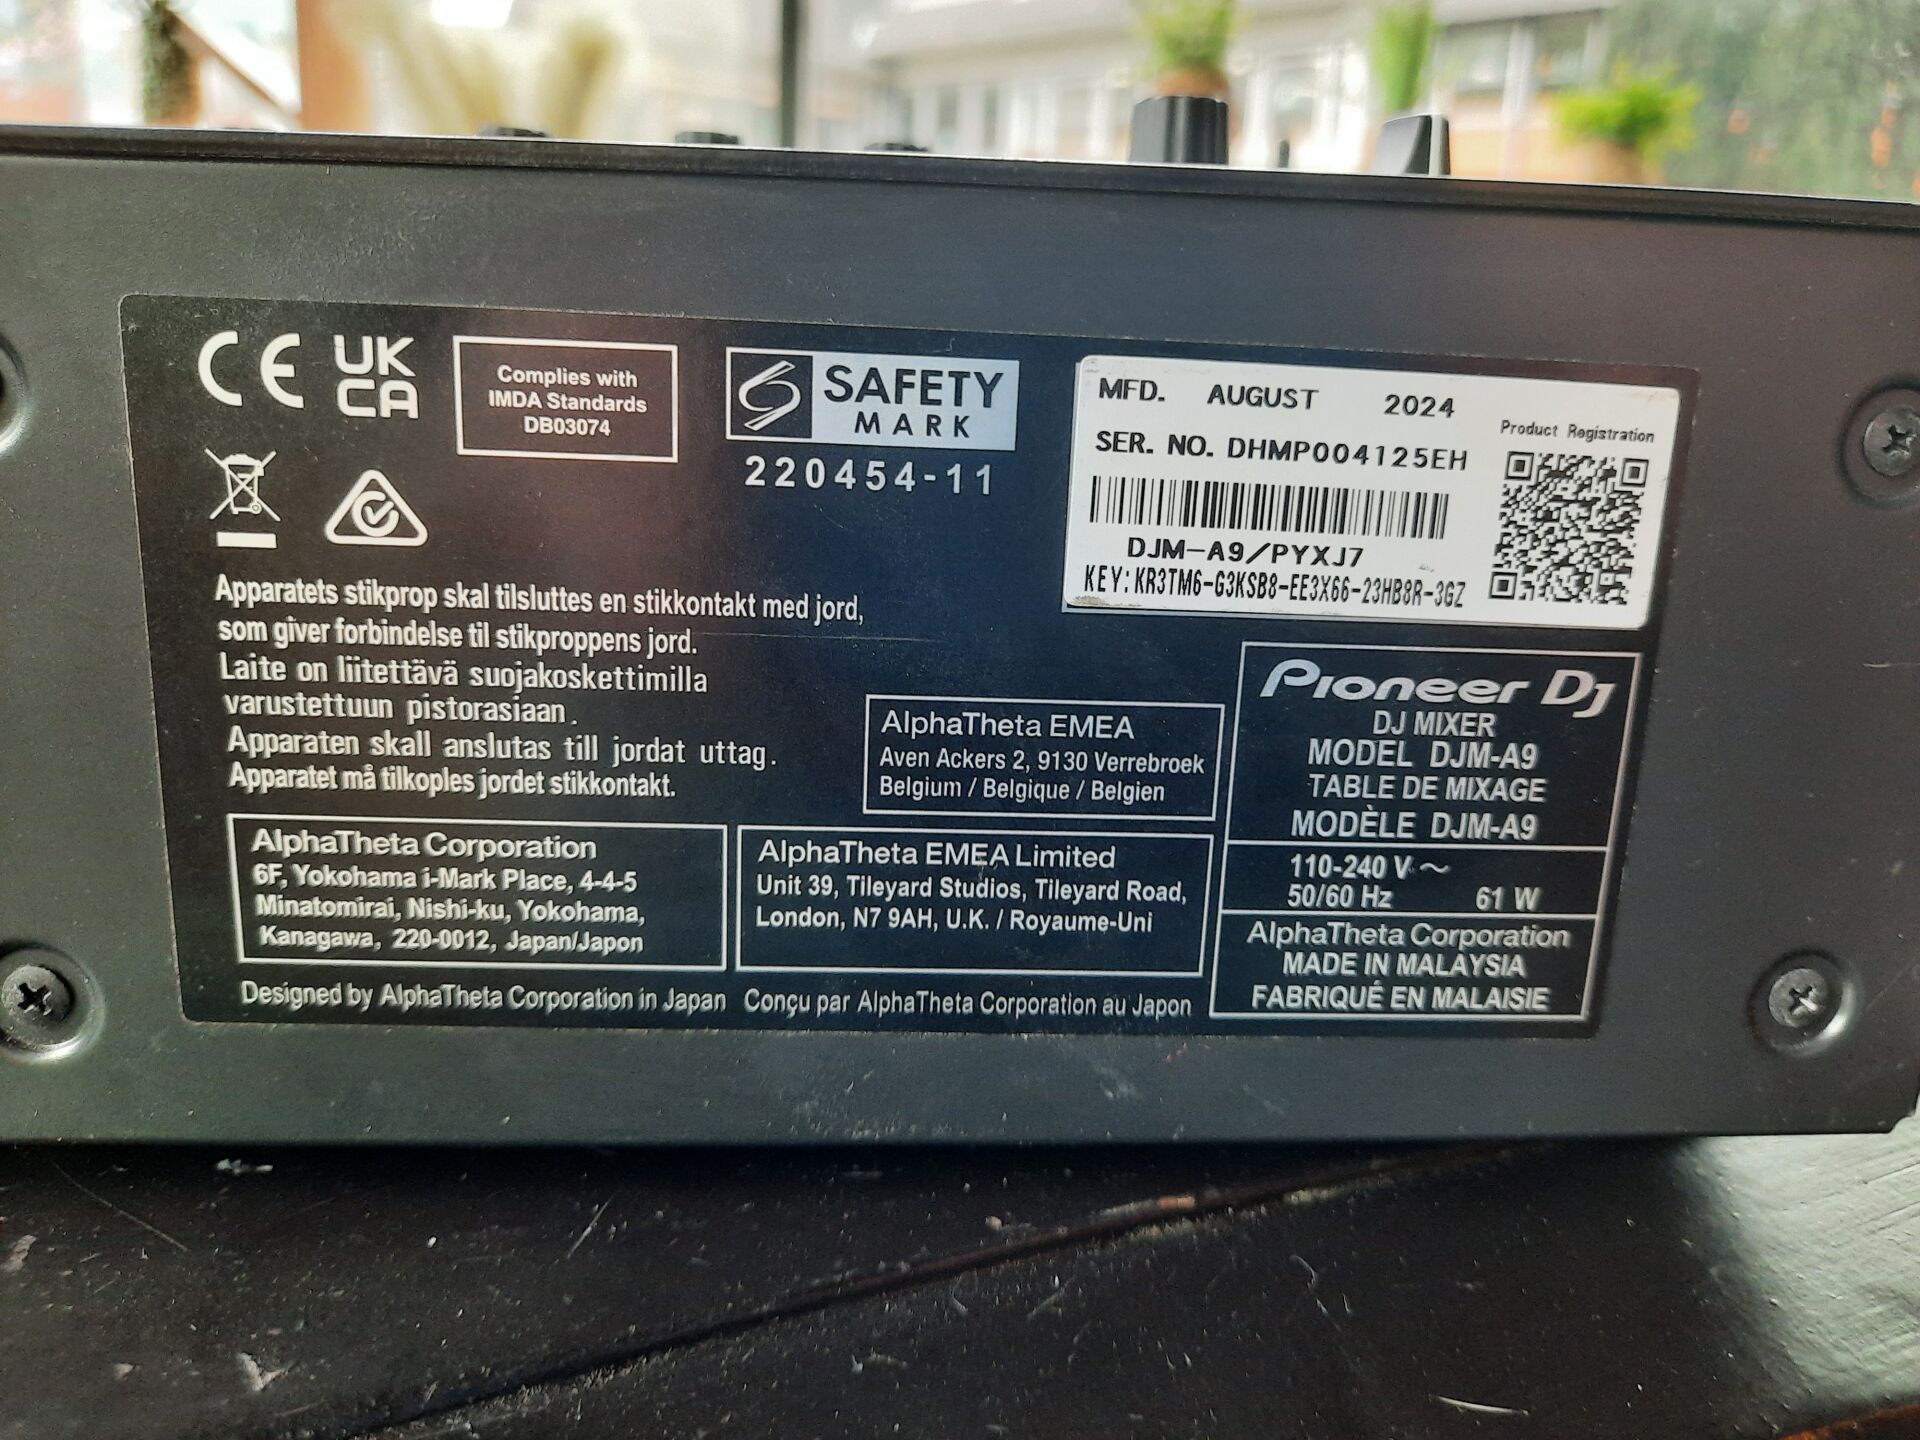 CE UK CA
Complies with
IMDA Standards
DB03074
SAFETY
MARK
220454-11
MFD. AUGUST 2024
SER. NO. DHMP004125EH
Product Registration
DJM-A9/PYXJ7
KEY:KR3TM6-G3KSB8-EE3X66-23HB8R-3GZ
Apparatets stikprop skal tilsluttes en stikkontakt med jord,
som giver forbindelse til stikproppens jord.
Laite on liitettävä suojakoskettimilla
varustettuun pistorasiaan.
Apparaten skall anslutas till jordat uttag.
Apparatet må tilkoples jordet stikkontakt.
AlphaTheta EMEA
Aven Ackers 2, 9130 Verrebroek
Belgium / Belgique / Belgien
AlphaTheta Corporation
6F, Yokohama i-Mark Place, 4-4-5
Minatomirai, Nishi-ku, Yokohama,
Kanagawa, 220-0012, Japan/Japon
AlphaTheta EMEA Limited
Unit 39, Tileyard Studios, Tileyard Road,
London, N7 9AH, U.K. / Royaume-Uni
Designed by AlphaTheta Corporation in Japan Conçu par AlphaTheta Corporation au Japon
Pioneer DJ
DJ MIXER
MODEL DJM-A9
TABLE DE MIXAGE
MODÈLE DJM-A9
110-240 V ~
50/60 Hz 61 W
AlphaTheta Corporation
MADE IN MALAYSIA
FABRIQUÉ EN MALAISIE